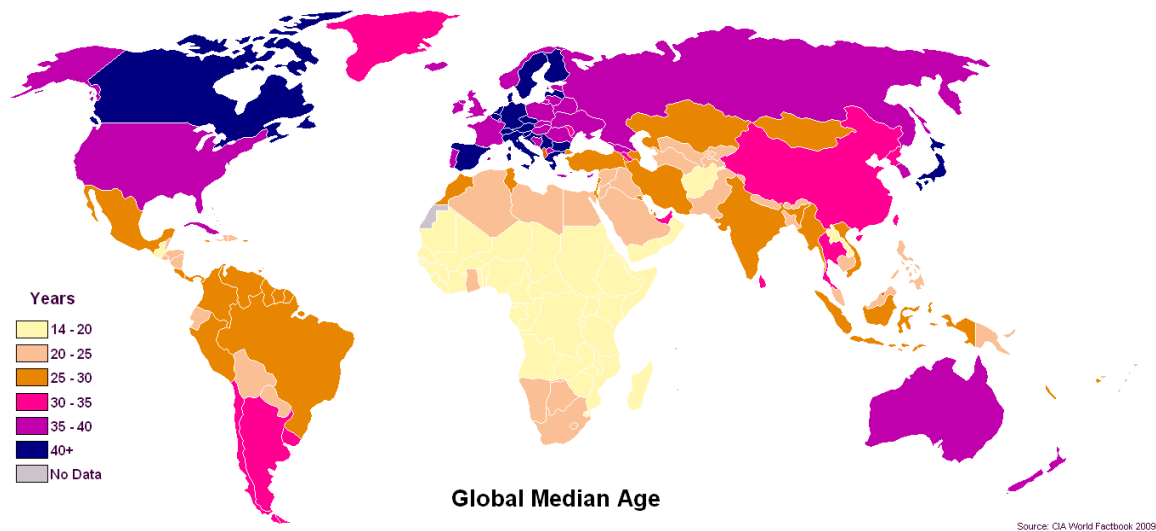 Years
14 - 20
20 - 25
25 - 30
30 - 35
35 - 40
40+
No Data
Global Median Age
Source: CIA World Factbook 2009